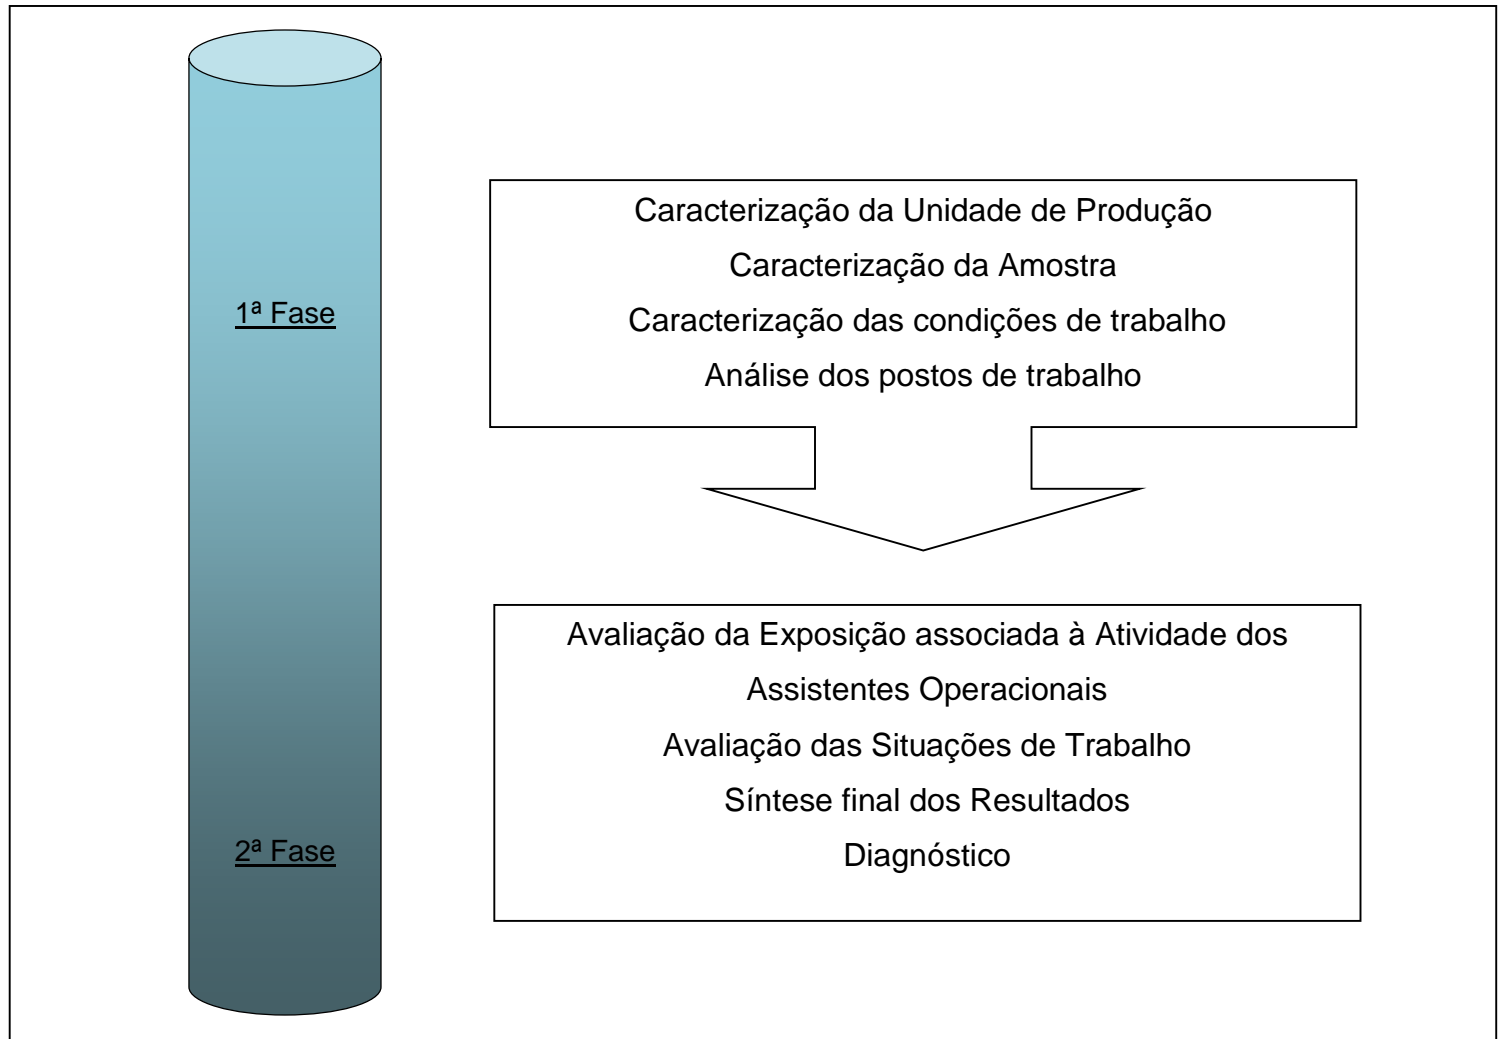 1ª Fase
Caracterização da Unidade de Produção
Caracterização da Amostra
Caracterização das condições de trabalho
Análise dos postos de trabalho
2ª Fase
Avaliação da Exposição associada à Atividade dos
Assistentes Operacionais
Avaliação das Situações de Trabalho
Síntese final dos Resultados
Diagnóstico